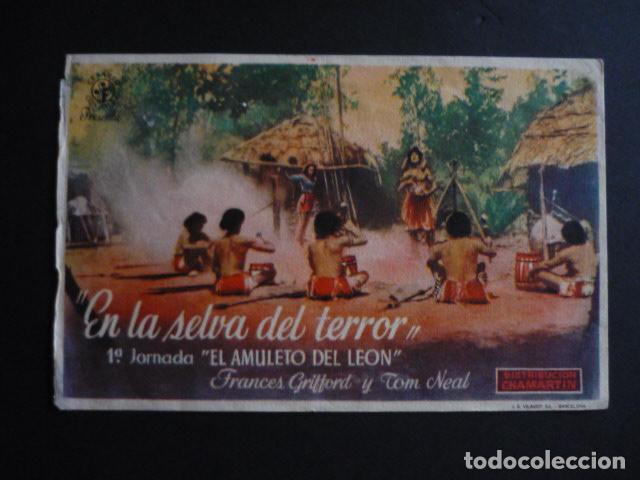 "En la selva del terror"
1ª Jornada "EL AMULETO DEL LEON"
Frances Grifford y Tom Neal
DISTRIBUCION
CHAMARTIN
todocoleccion